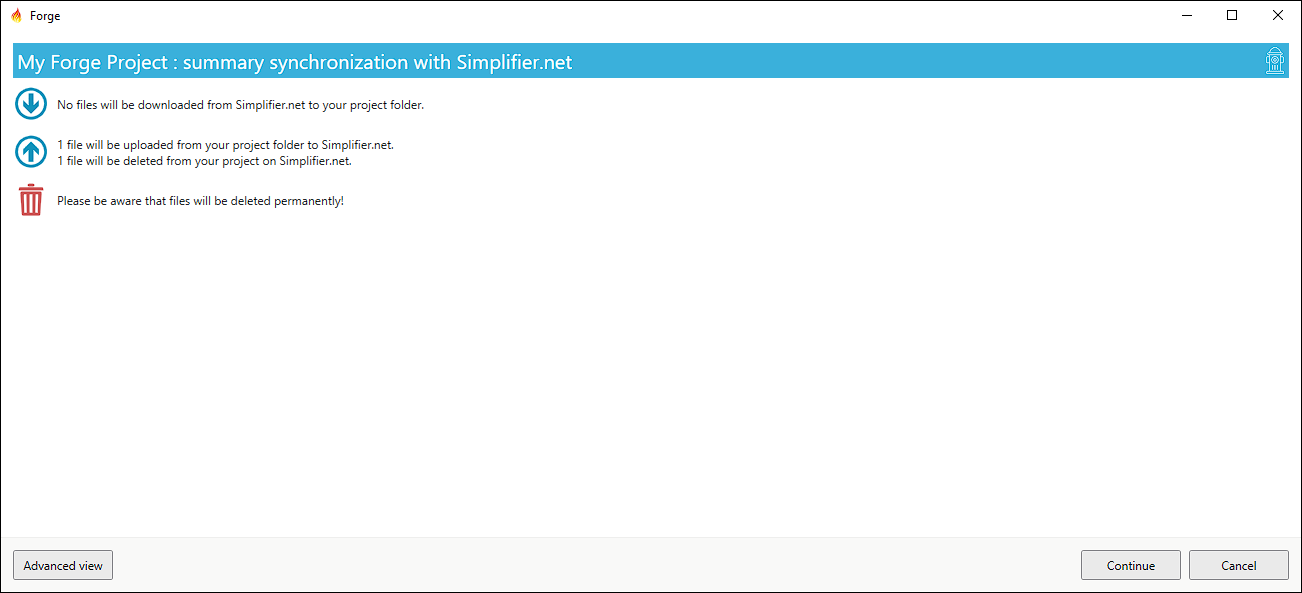 Forge
My Forge Project : summary synchronization with Simplifier.net
No files will be downloaded from Simplifier.net to your project folder.
1 file will be uploaded from your project folder to Simplifier.net.
1 file will be deleted from your project on Simplifier.net.
Please be aware that files will be deleted permanently!
Advanced view
Continue
Cancel